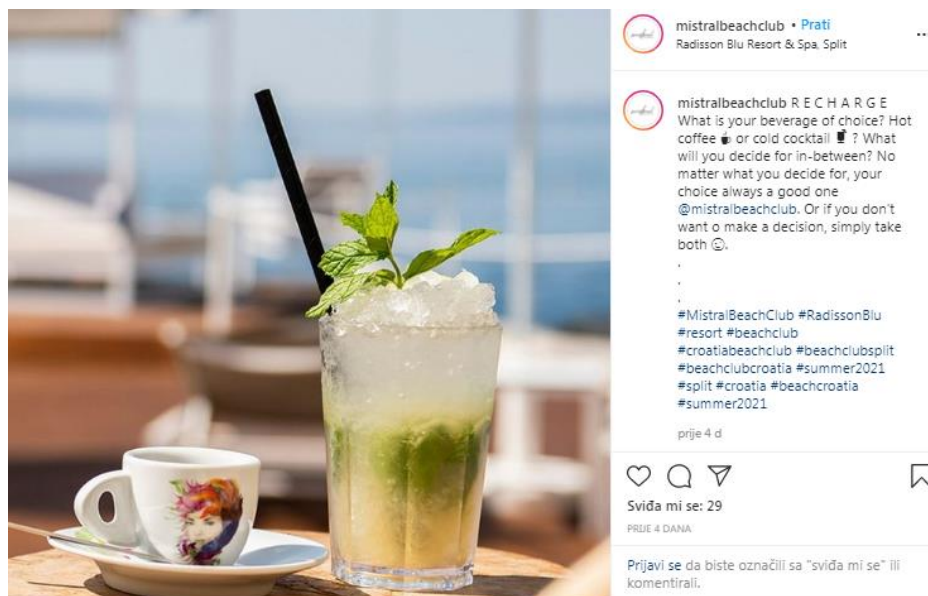 mistralbeachclub • Prati
Radisson Blu Resort & Spa, Split
mistralbeachclub R E C H A R G E
What is your beverage of choice? Hot
coffee ☕ or cold cocktail 🍹 ? What
will you decide for in-between? No
matter what you decide for, your
choice always a good one
@mistralbeachclub. Or if you don't
want o make a decision, simply take
both 😉.
.
.
.
#MistralBeachClub #RadissonBlu
#resort #beachclub
#croatiabeachclub #beachclubsplit
#beachclubcroatia #summer2021
#split #croatia #beachcroatia
#summer2021
prije 4 d
Sviđa mi se: 29
PRIJE 4 DANA
Prijavi se da biste označili sa "sviđa mi se" ili
komentirali.